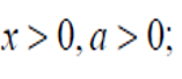 x > 0, a > 0;